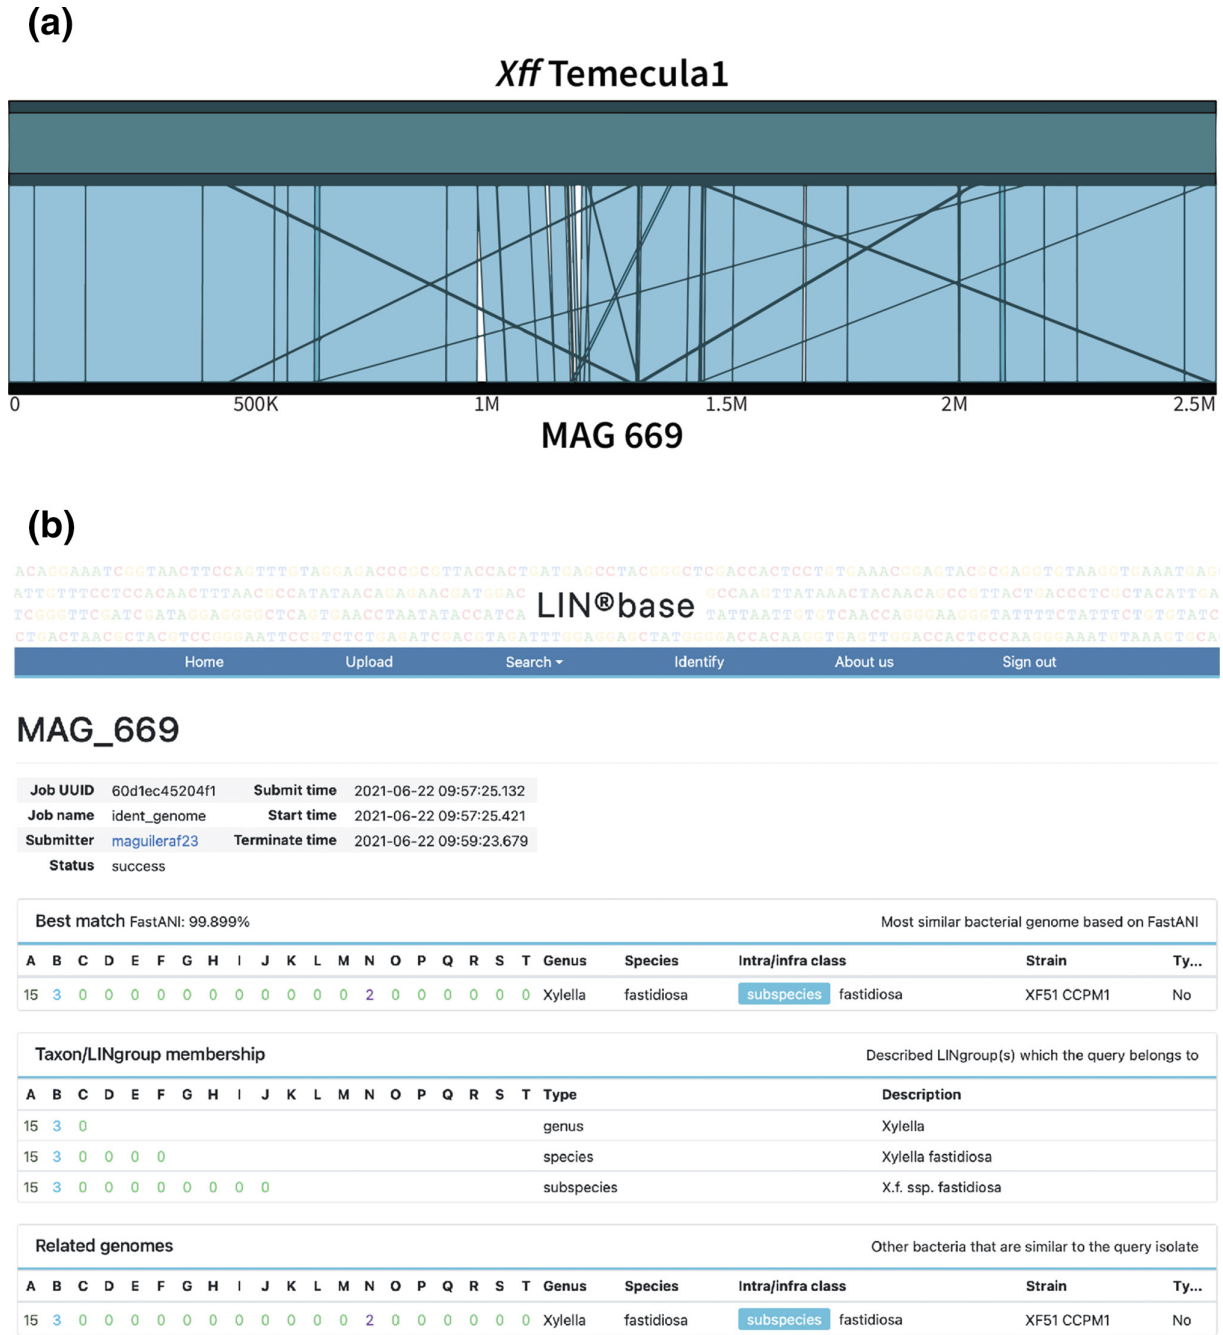 (a)
Xff Temecula1
0 500K 1M 1.5M 2M 2.5M
MAG 669
(b)
LIN®base
Home Upload Search Identify About us Sign out
MAG_669
Job UUID 60d1ec45204f1 Submit time 2021-06-22 09:57:25.132
Job name ident_genome Start time 2021-06-22 09:57:25.421
Submitter maguileraf23 Terminate time 2021-06-22 09:59:23.679
Status success
Best match FastANI: 99.899% Most similar bacterial genome based on FastANI
A B C D E F G H I J K L M N O P Q R S T Genus Species Intra/infra class Strain Ty...
15 3 0 0 0 0 0 0 0 0 0 0 0 2 0 0 0 0 0 0 Xylella fastidiosa subspecies fastidiosa XF51 CCPM1 No
Taxon/LINgroup membership Described LINgroup(s) which the query belongs to
A B C D E F G H I J K L M N O P Q R S T Type Description
15 3 0 genus Xylella
15 3 0 0 0 0 species Xylella fastidiosa
15 3 0 0 0 0 0 0 0 0 subspecies X.f. ssp. fastidiosa
Related genomes Other bacteria that are similar to the query isolate
A B C D E F G H I J K L M N O P Q R S T Genus Species Intra/infra class Strain Ty...
15 3 0 0 0 0 0 0 0 0 0 0 0 2 0 0 0 0 0 0 Xylella fastidiosa subspecies fastidiosa XF51 CCPM1 No